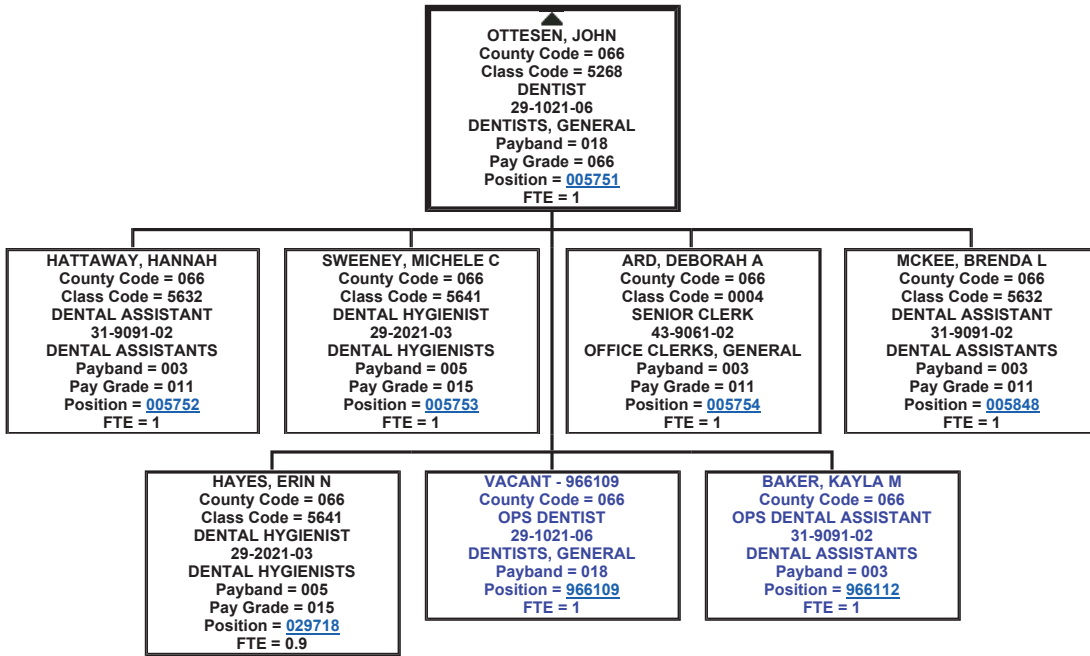 OTTESEN, JOHN
County Code = 066
Class Code = 5268
DENTIST
29-1021-06
DENTISTS, GENERAL
Payband = 018
Pay Grade = 066
Position = 005751
FTE = 1
HATTAWAY, HANNAH
County Code = 066
Class Code = 5632
DENTAL ASSISTANT
31-9091-02
DENTAL ASSISTANTS
Payband = 003
Pay Grade = 011
Position = 005752
FTE = 1
SWEENEY, MICHELE C
County Code = 066
Class Code = 5641
DENTAL HYGIENIST
29-2021-03
DENTAL HYGIENISTS
Payband = 005
Pay Grade = 015
Position = 005753
FTE = 1
ARD, DEBORAH A
County Code = 066
Class Code = 0004
SENIOR CLERK
43-9061-02
OFFICE CLERKS, GENERAL
Payband = 003
Pay Grade = 011
Position = 005754
FTE = 1
MCKEE, BRENDA L
County Code = 066
Class Code = 5632
DENTAL ASSISTANT
31-9091-02
DENTAL ASSISTANTS
Payband = 003
Pay Grade = 011
Position = 005848
FTE = 1
HAYES, ERIN N
County Code = 066
Class Code = 5641
DENTAL HYGIENIST
29-2021-03
DENTAL HYGIENISTS
Payband = 005
Pay Grade = 015
Position = 029718
FTE = 0.9
VACANT - 966109
County Code = 066
OPS DENTIST
29-1021-06
DENTISTS, GENERAL
Payband = 018
Position = 966109
FTE = 1
BAKER, KAYLA M
County Code = 066
OPS DENTAL ASSISTANT
31-9091-02
DENTAL ASSISTANTS
Payband = 003
Position = 966112
FTE = 1